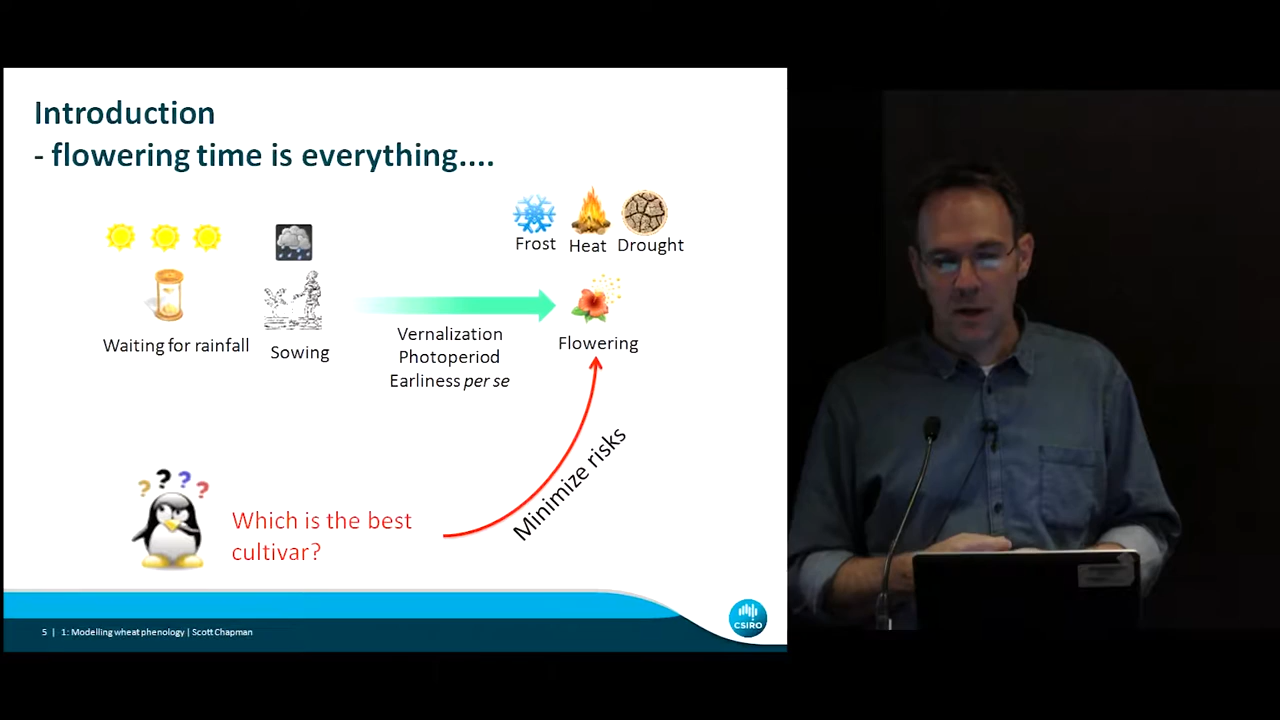 Introduction
- flowering time is everything....
Frost Heat Drought
Waiting for rainfall
Sowing
Vernalization
Photoperiod
Earliness per se
Flowering
Minimize risks
? ? ? ?
Which is the best
cultivar?
5 | 1: Modelling wheat phenology | Scott Chapman
CSIRO